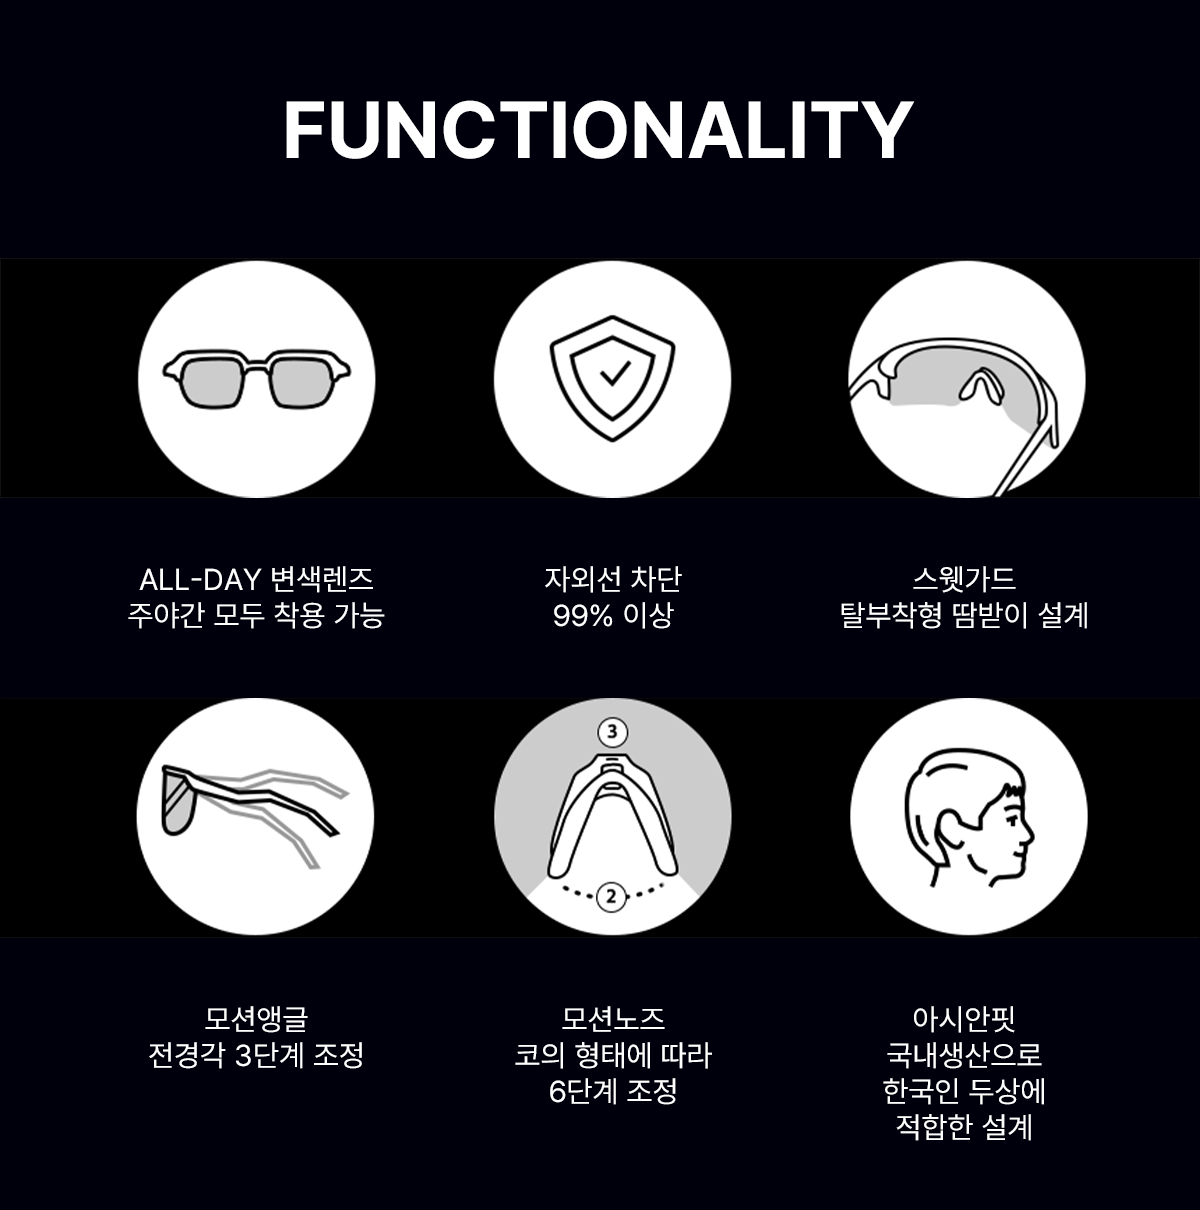 FUNCTIONALITY
ALL-DAY 변색렌즈
주야간 모두 착용 가능
자외선 차단
99% 이상
스웻가드
탈부착형 땀받이 설계
3
2
모션앵글
전경각 3단계 조정
모션노즈
코의 형태에 따라
6단계 조정
아시안핏
국내생산으로
한국인 두상에
적합한 설계